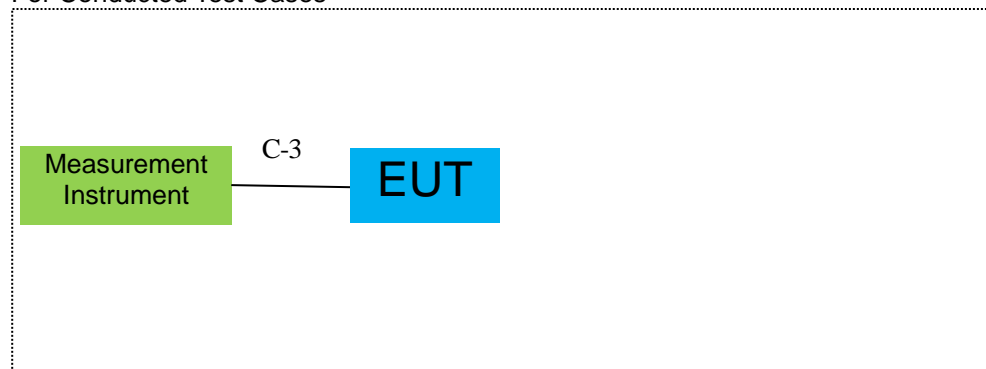 For Conducted Test Cases
C-3
Measurement
Instrument
EUT